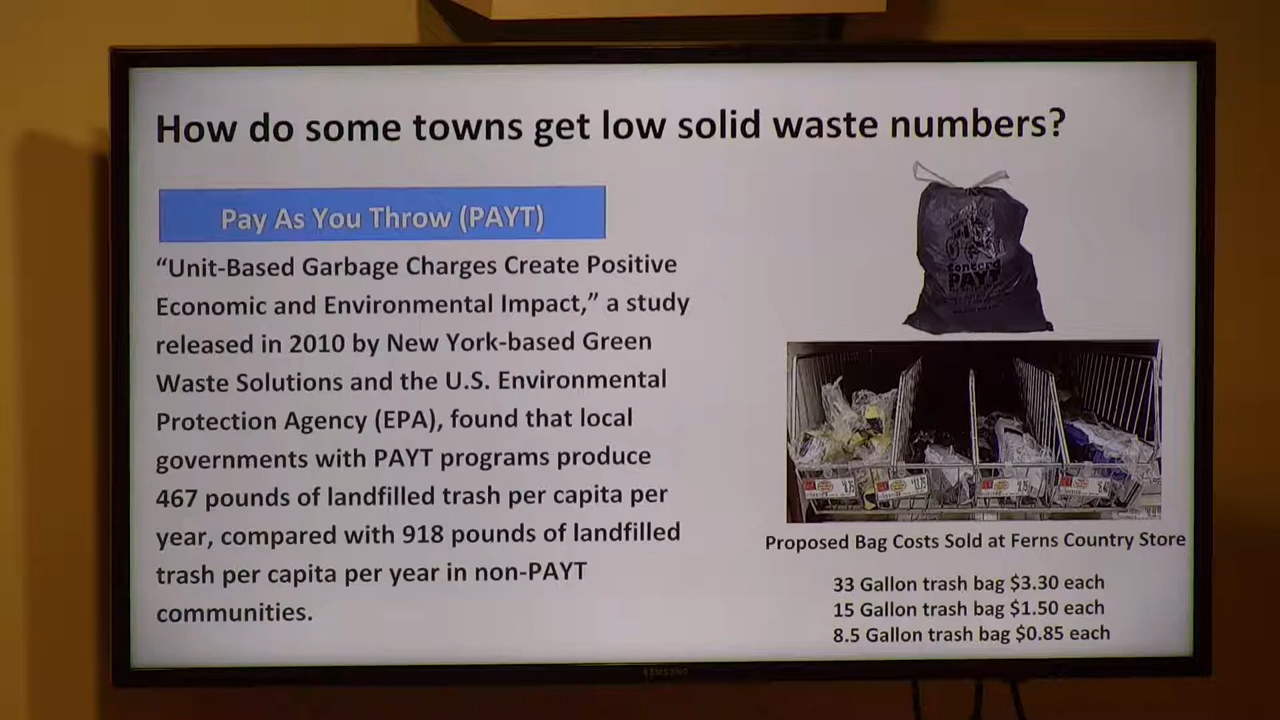 How do some towns get low solid waste numbers?
Pay As You Throw (PAYT)
“Unit-Based Garbage Charges Create Positive
Economic and Environmental Impact,” a study
released in 2010 by New York-based Green
Waste Solutions and the U.S. Environmental
Protection Agency (EPA), found that local
governments with PAYT programs produce
467 pounds of landfilled trash per capita per
year, compared with 918 pounds of landfilled
trash per capita per year in non-PAYT
communities.
PAYT
Proposed Bag Costs Sold at Ferns Country Store
33 Gallon trash bag $3.30 each
15 Gallon trash bag $1.50 each
8.5 Gallon trash bag $0.85 each
SAMSUNG